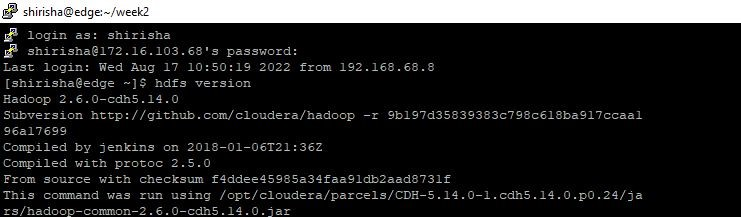 shirisha@edge:~/week2
login as: shirisha
shirisha@172.16.103.68's password:
Last login: Wed Aug 17 10:50:19 2022 from 192.168.68.8
[shirisha@edge ~]$ hdfs version
Hadoop 2.6.0-cdh5.14.0
Subversion http://github.com/cloudera/hadoop -r 9b197d35839383c798c618ba917ccaa1
96a17699
Compiled by jenkins on 2018-01-06T21:36Z
Compiled with protoc 2.5.0
From source with checksum f4ddee45985a34faa91db2aad8731f
This command was run using /opt/cloudera/parcels/CDH-5.14.0-1.cdh5.14.0.p0.24/ja
rs/hadoop-common-2.6.0-cdh5.14.0.jar